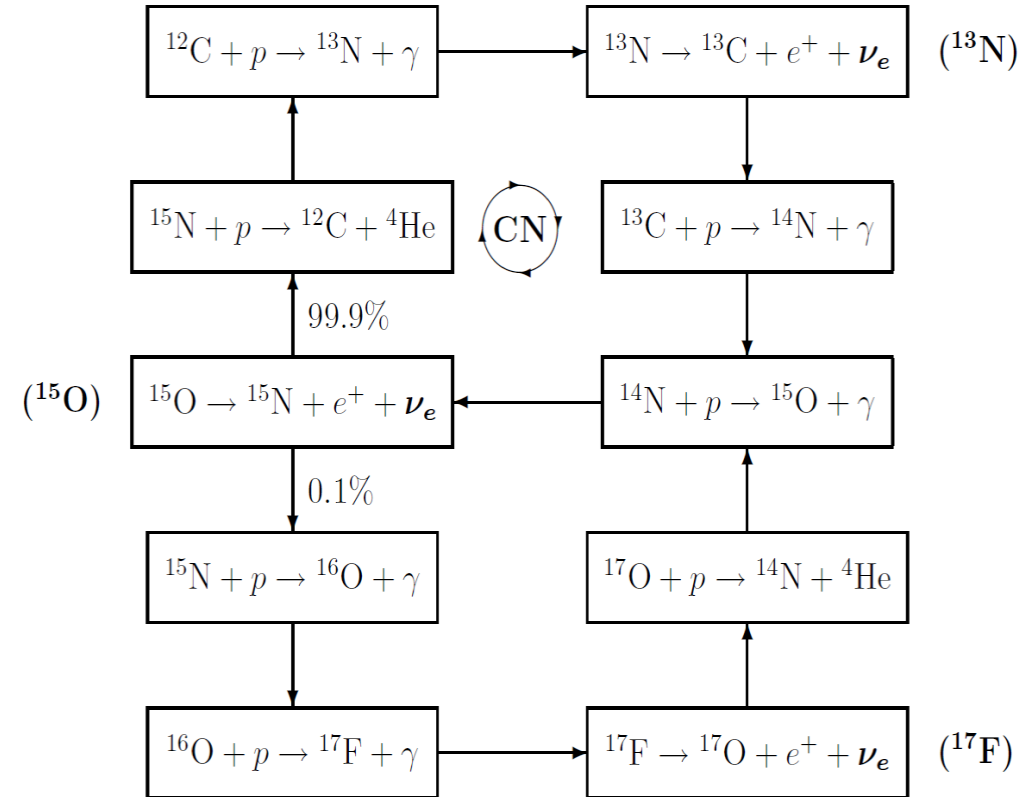 ¹²C + p → ¹³N + γ
¹³N → ¹³C + e⁺ + νₑ (¹³N)
¹⁵N + p → ¹²C + ⁴He
CN
¹³C + p → ¹⁴N + γ
99.9%
(¹⁵O) ¹⁵O → ¹⁵N + e⁺ + νₑ
¹⁴N + p → ¹⁵O + γ
0.1%
¹⁵N + p → ¹⁶O + γ
¹⁷O + p → ¹⁴N + ⁴He
¹⁶O + p → ¹⁷F + γ
¹⁷F → ¹⁷O + e⁺ + νₑ (¹⁷F)